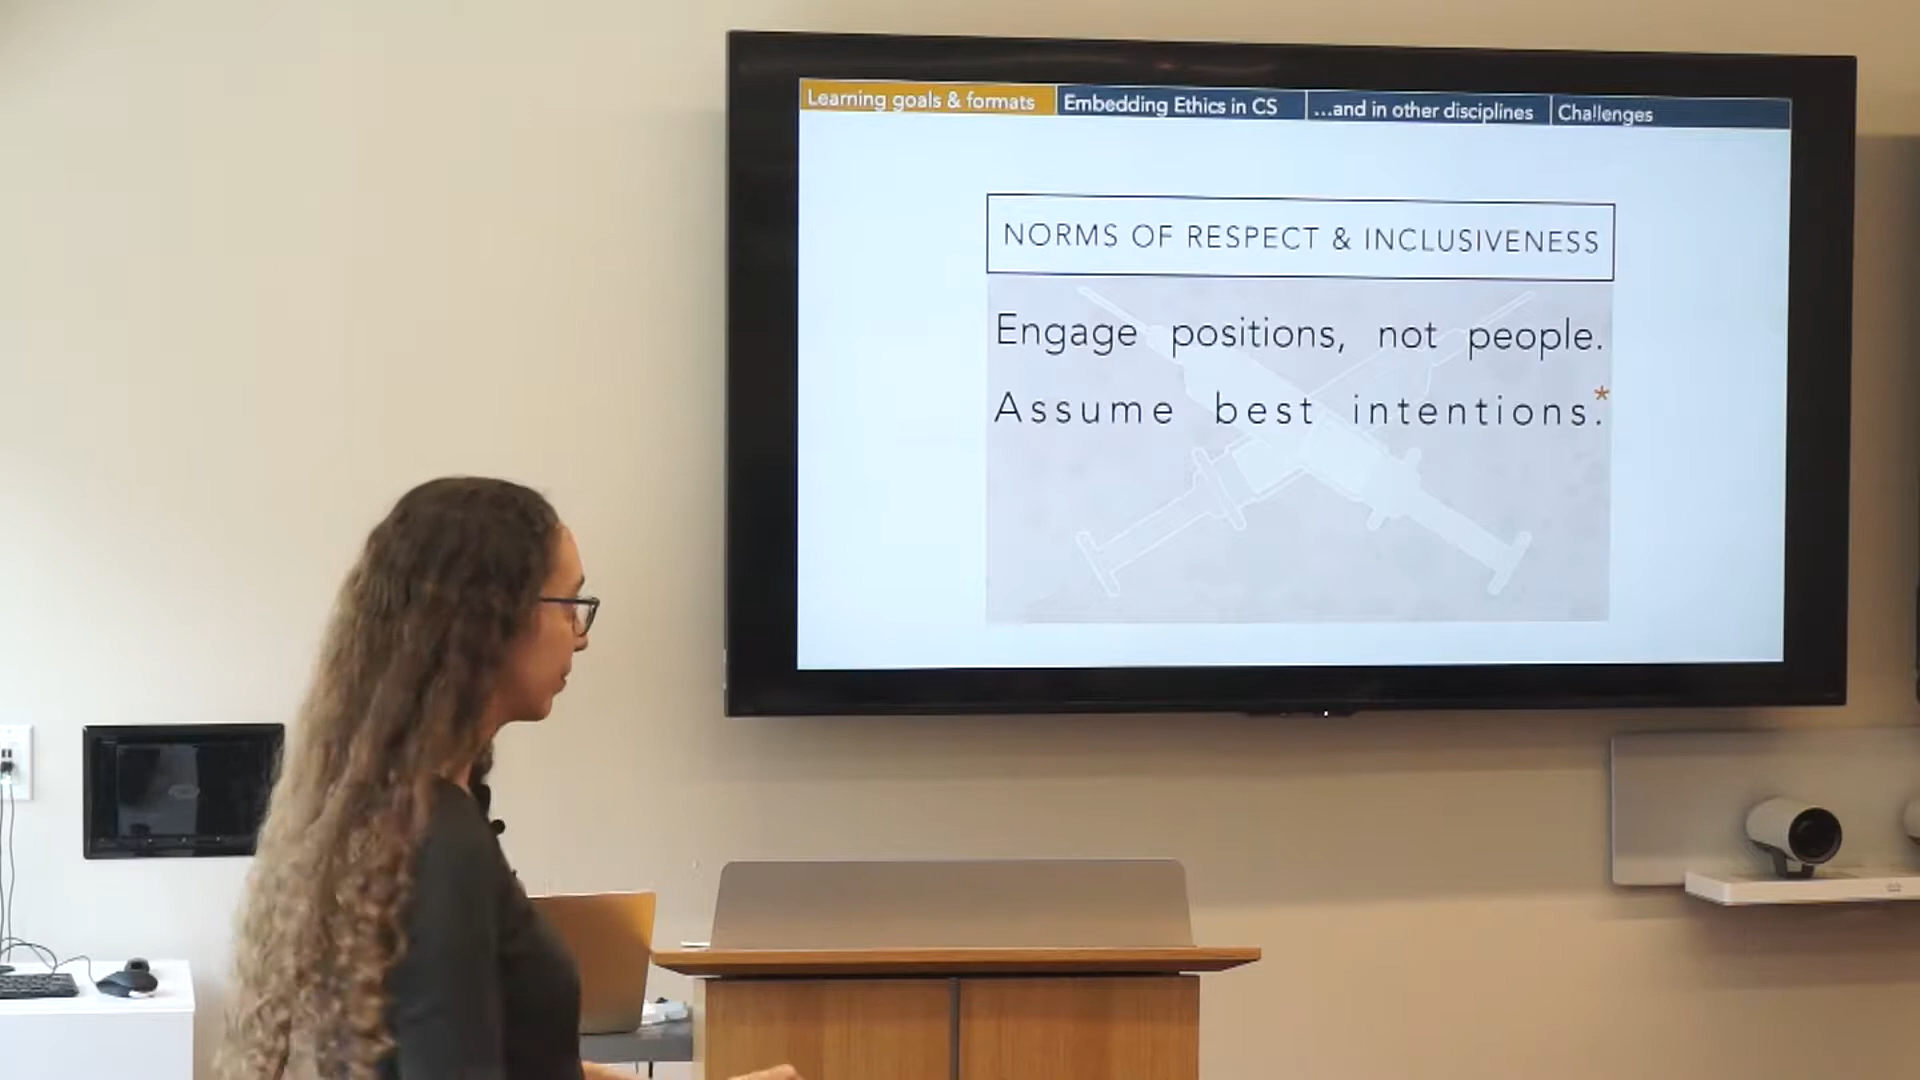 Learning goals & formats
Embedding Ethics in CS
...and in other disciplines
Challenges
NORMS OF RESPECT & INCLUSIVENESS
Engage positions, not people.
Assume best intentions.*